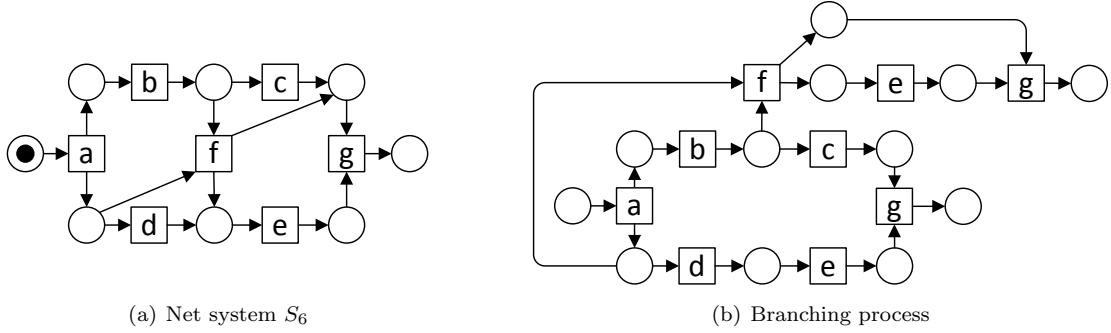 f e g
b c
a f g
d e
b c
a g
d e
(a) Net system S₆
(b) Branching process